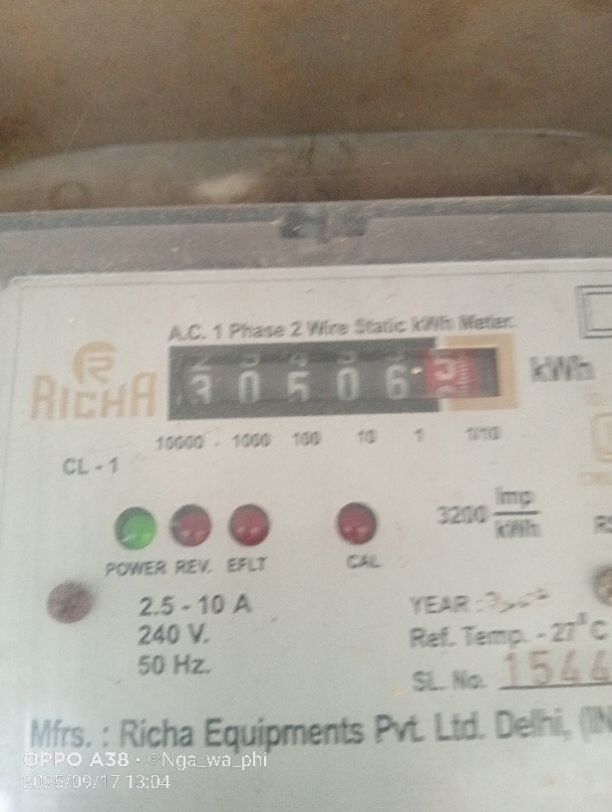 A.C. 1 Phase 2 Wire Static kWh Meter.
RICHA
30506
kWh
10000 1000 100 10 1 1/10
CL - 1
3200 Imp
kWh
POWER REV. EFLT CAL
2.5 - 10 A
240 V.
50 Hz.
YEAR :
Ref. Temp. - 27°C
SL. No. 1544
Mfrs. : Richa Equipments Pvt. Ltd. Delhi, (IN
OPPO A38 · ©Nga_wa_phi
2025/09/17 13:04